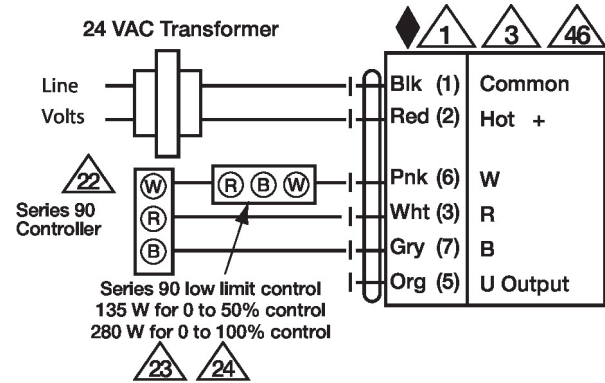 24 VAC Transformer
1 3 46
Line
Volts
Blk (1) Common
Red (2) Hot +
22
Series 90
Controller
W
R
B
R B W
Pnk (6) W
Wht (3) R
Gry (7) B
Org (5) U Output
Series 90 low limit control
135 W for 0 to 50% control
280 W for 0 to 100% control
23 24